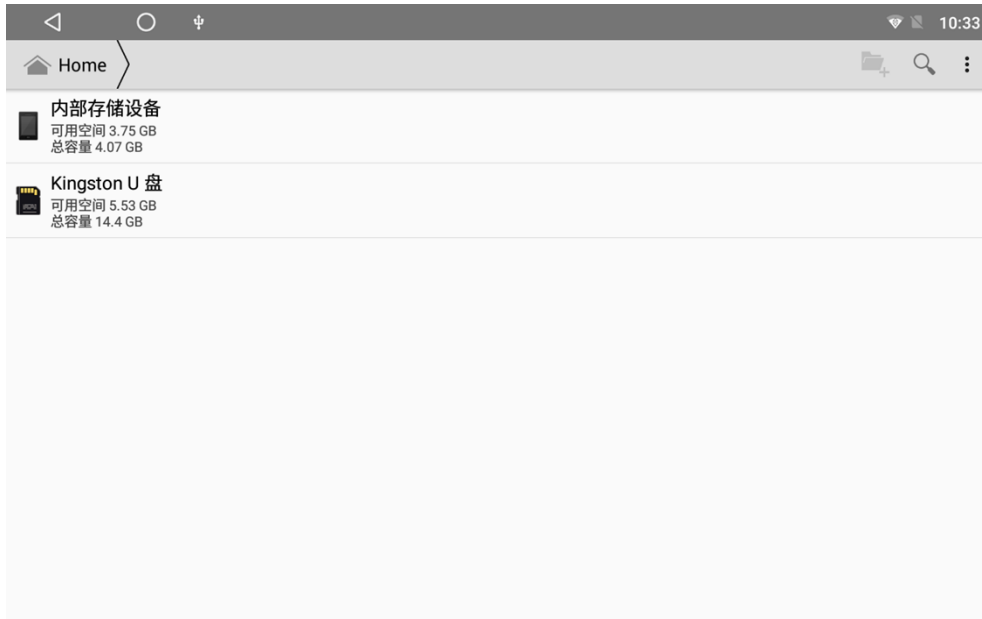 10:33
Home
内部存储设备
可用空间 3.75 GB
总容量 4.07 GB
Kingston U 盘
可用空间 5.53 GB
总容量 14.4 GB